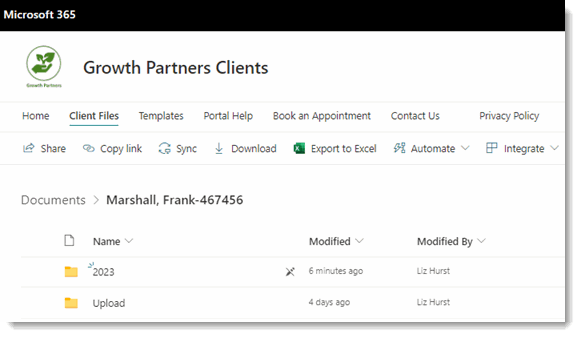 Microsoft 365
Growth Partners
Growth Partners Clients
Home Client Files Templates Portal Help Book an Appointment Contact Us Privacy Policy
Share Copy link Sync Download Export to Excel Automate Integrate
Documents > Marshall, Frank-467456
Name Modified Modified By
2023 6 minutes ago Liz Hurst
Upload 4 days ago Liz Hurst